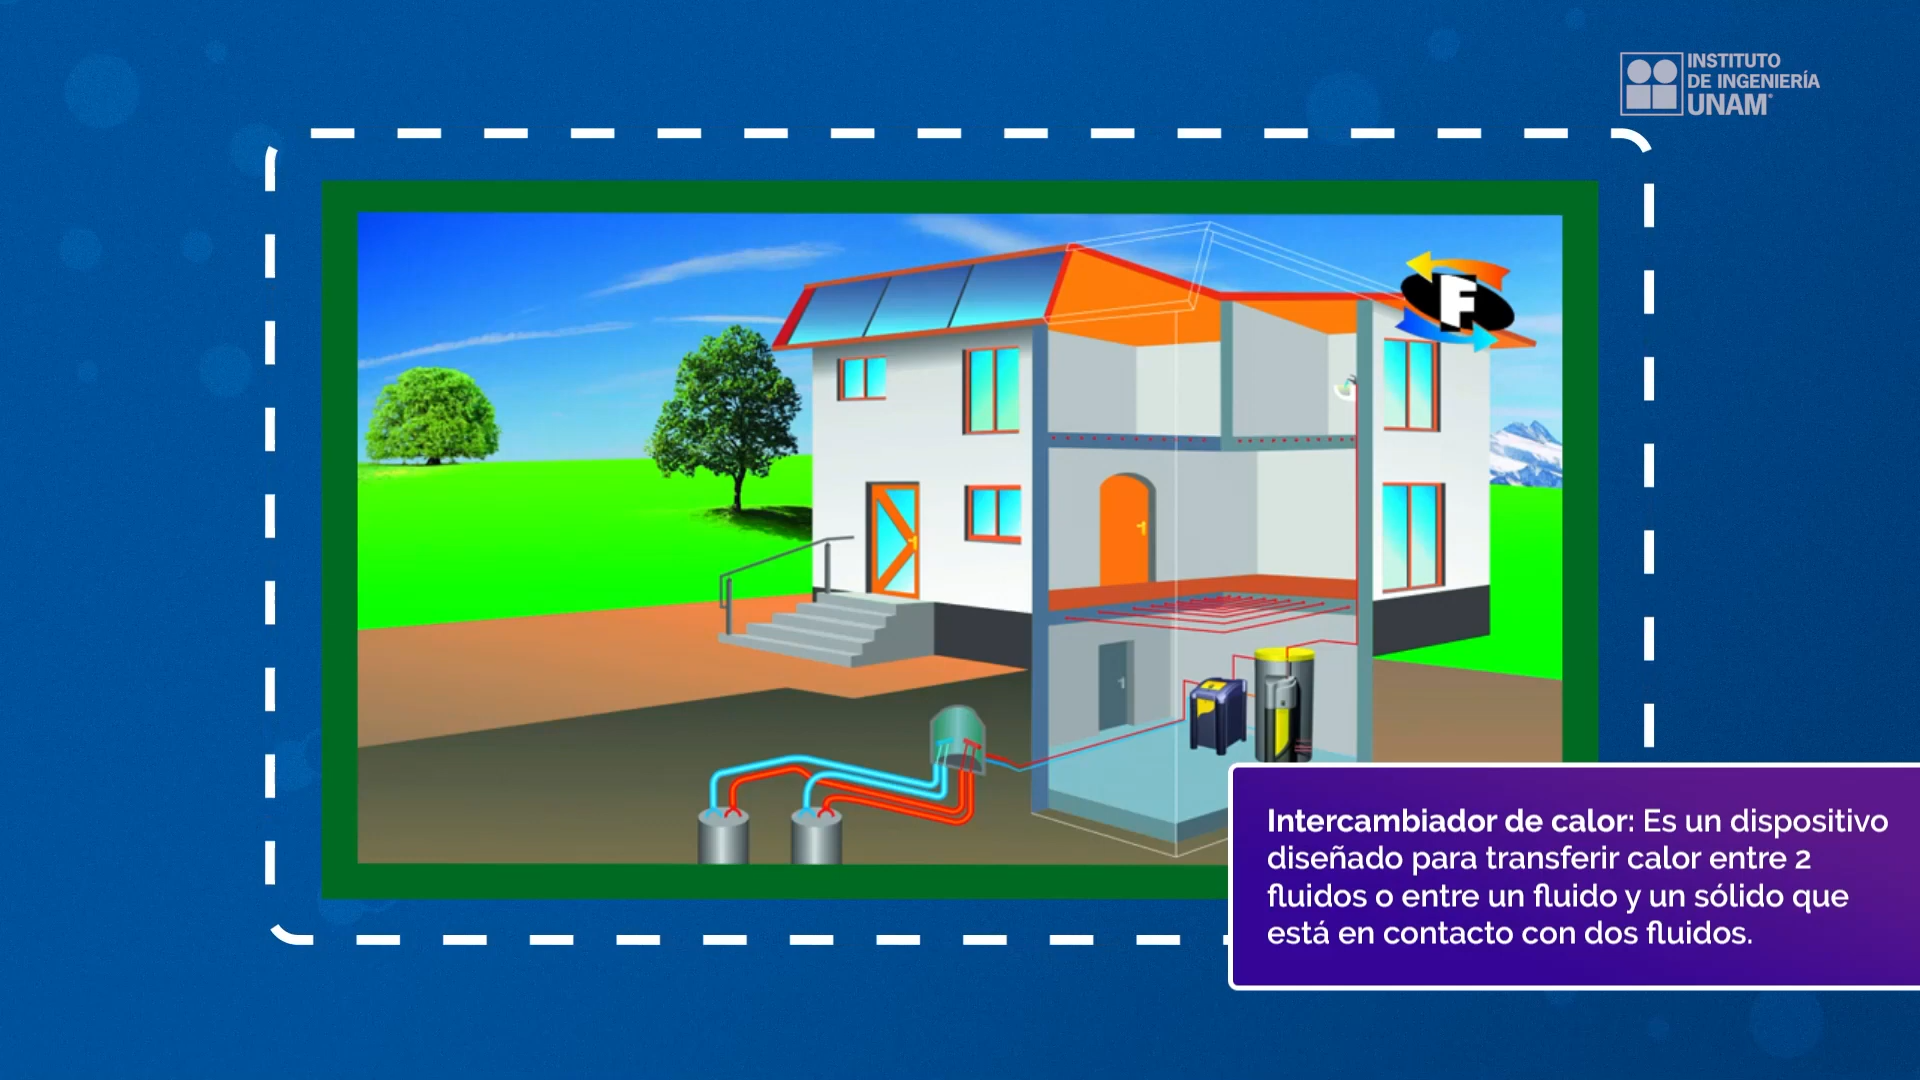 INSTITUTO
DE INGENIERÍA
UNAM®
F
Intercambiador de calor: Es un dispositivo
diseñado para transferir calor entre 2
fluidos o entre un fluido y un sólido que
está en contacto con dos fluidos.